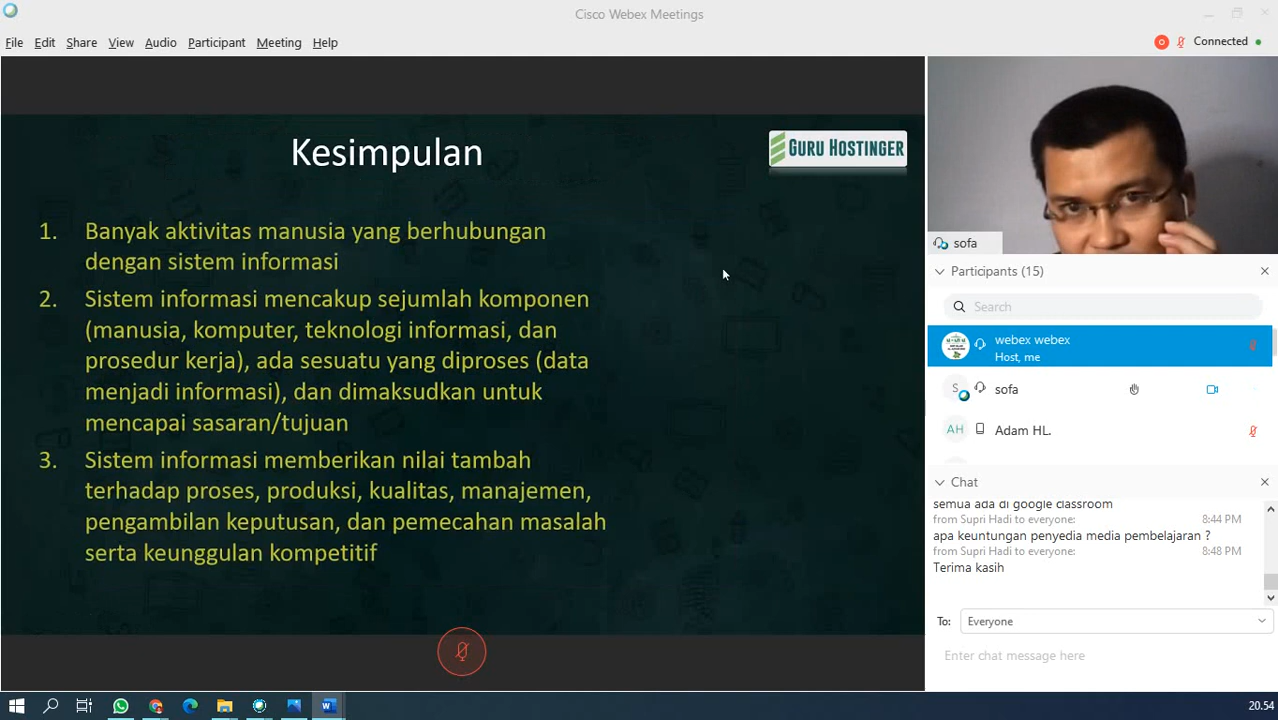 Cisco Webex Meetings
File Edit Share View Audio Participant Meeting Help
Connected
Kesimpulan
GURU HOSTINGER
1. Banyak aktivitas manusia yang berhubungan
dengan sistem informasi
2. Sistem informasi mencakup sejumlah komponen
(manusia, komputer, teknologi informasi, dan
prosedur kerja), ada sesuatu yang diproses (data
menjadi informasi), dan dimaksudkan untuk
mencapai sasaran/tujuan
3. Sistem informasi memberikan nilai tambah
terhadap proses, produksi, kualitas, manajemen,
pengambilan keputusan, dan pemecahan masalah
serta keunggulan kompetitif
sofa
Participants (15)
Search
webex webex
Host, me
S
sofa
AH
Adam HL.
Chat
semua ada di google classroom
from Supri Hadi to everyone: 8:44 PM
apa keuntungan penyedia media pembelajaran ?
from Supri Hadi to everyone: 8:48 PM
Terima kasih
To: Everyone
Enter chat message here
20.54